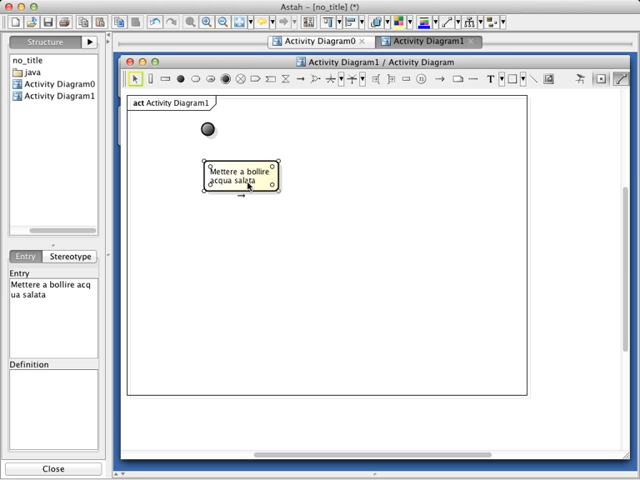 Astah - [no_title] (*)
Structure
Activity Diagram0
Activity Diagram1
no_title
java
Activity Diagram0
Activity Diagram1
Activity Diagram1 / Activity Diagram
T
act Activity Diagram1
Mettere a bollire
acqua salata
Entry
Stereotype
Entry
Mettere a bollire acq
ua salata
Definition
Close